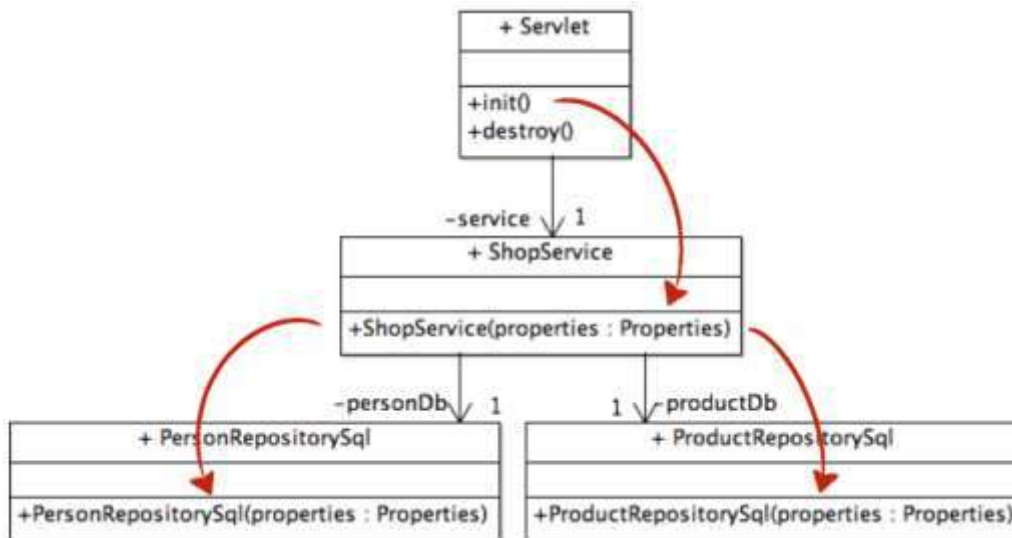 + Servlet
+init()
+destroy()
-service 1
+ ShopService
+ShopService(properties : Properties)
-personDb 1
1 -productDb
+ PersonRepositorySql
+ ProductRepositorySql
+PersonRepositorySql(properties : Properties)
+ProductRepositorySql(properties : Properties)